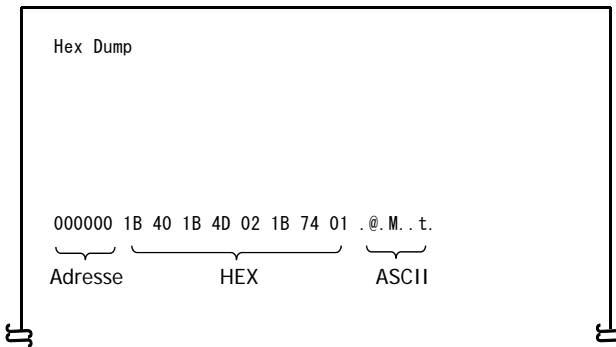 Hex Dump
000000 1B 40 1B 4D 02 1B 74 01 .@.M..t.
Adresse HEX ASCII